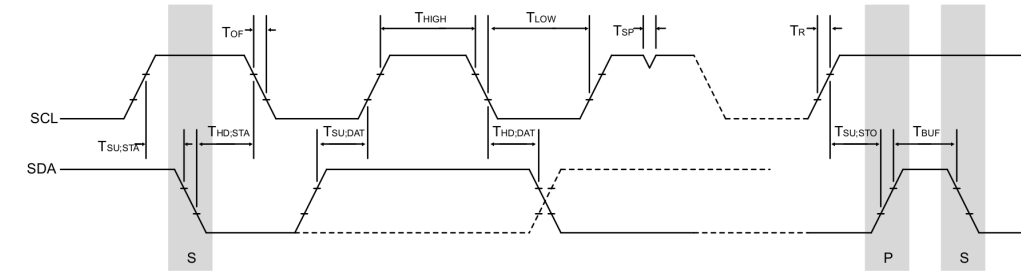 THIGH
TLOW
TOF
TSP
TR
SCL
TSU;STA
THD;STA
TSU;DAT
THD;DAT
TSU;STO
TBUF
SDA
S
P
S